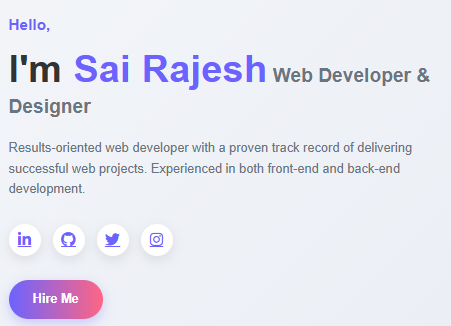 Hello,
I'm Sai Rajesh Web Developer &
Designer
Results-oriented web developer with a proven track record of delivering
successful web projects. Experienced in both front-end and back-end
development.
in
Hire Me